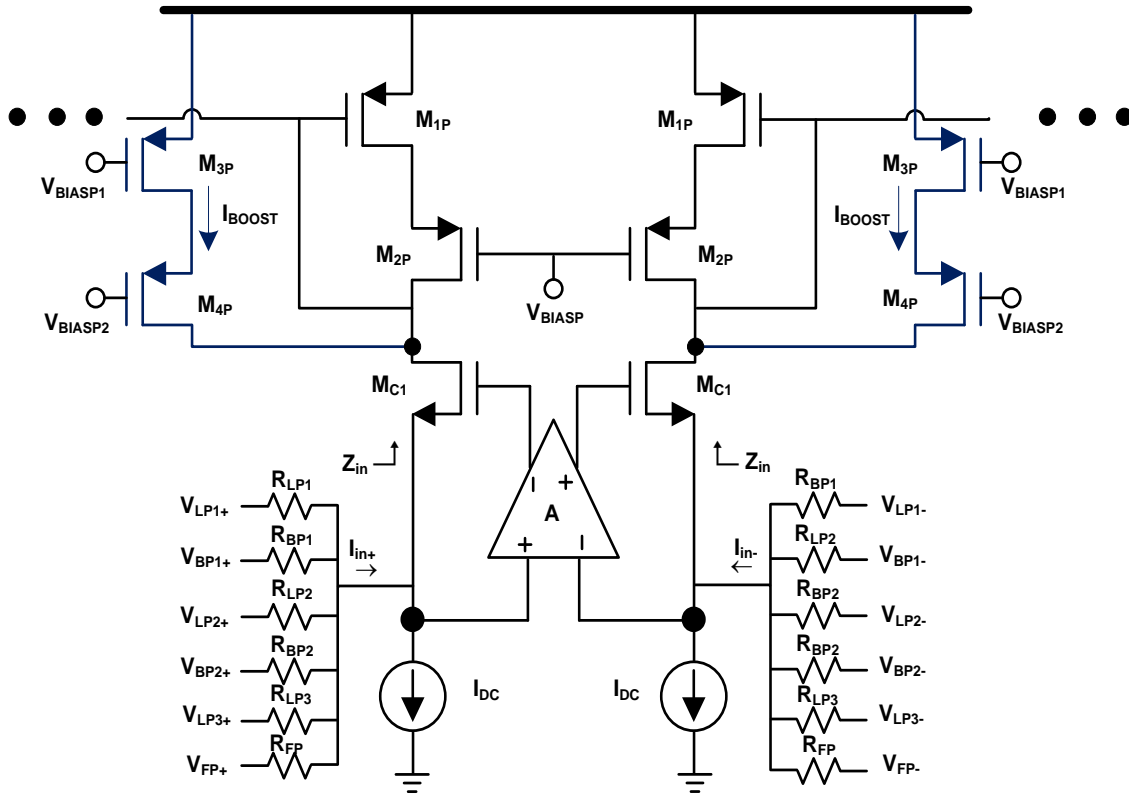 M1P M1P
M3P M3P
VBIASP1 VBIASP1
IBOOST IBOOST
M2P M2P
M4P M4P
VBIASP
VBIASP2 VBIASP2
MC1 MC1
Zin Zin
RLP1 RBP1
VLP1+ VLP1-
A
RBP1 Iin+ Iin- RLP2
VBP1+ VBP1-
RLP2 RBP2
VLP2+ VLP2-
RBP2 RBP2
VBP2+ VBP2-
IDC IDC
RLP3 RLP3
VLP3+ VLP3-
RFP RFP
VFP+ VFP-